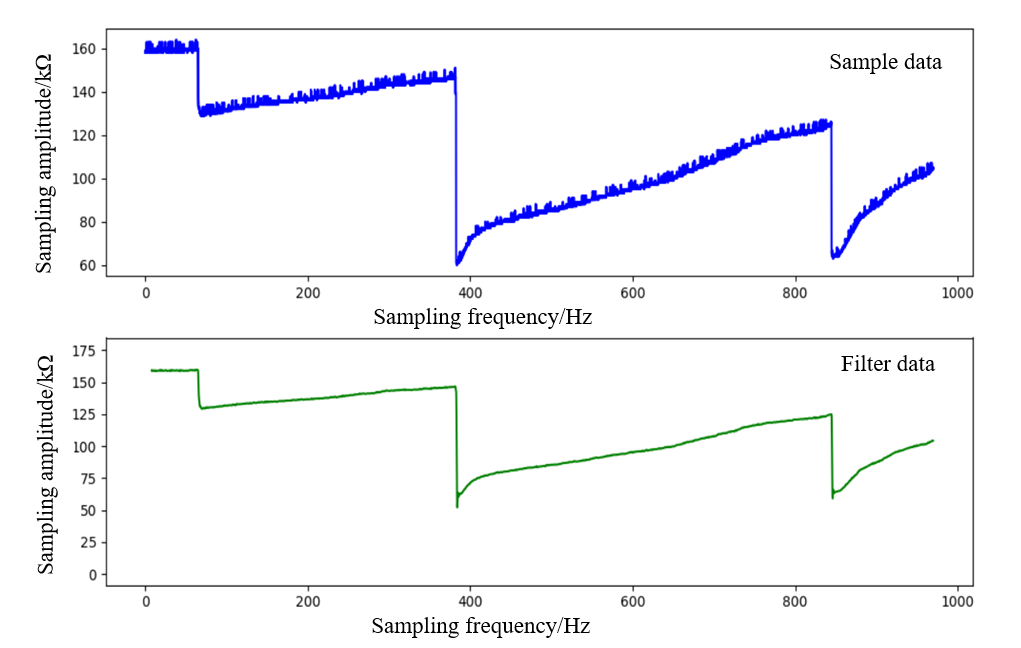 Sample data
Sampling amplitude/kΩ
160
140
120
100
80
60
0 200 400 600 800 1000
Sampling frequency/Hz
Filter data
Sampling amplitude/kΩ
175
150
125
100
75
50
25
0
0 200 400 600 800 1000
Sampling frequency/Hz